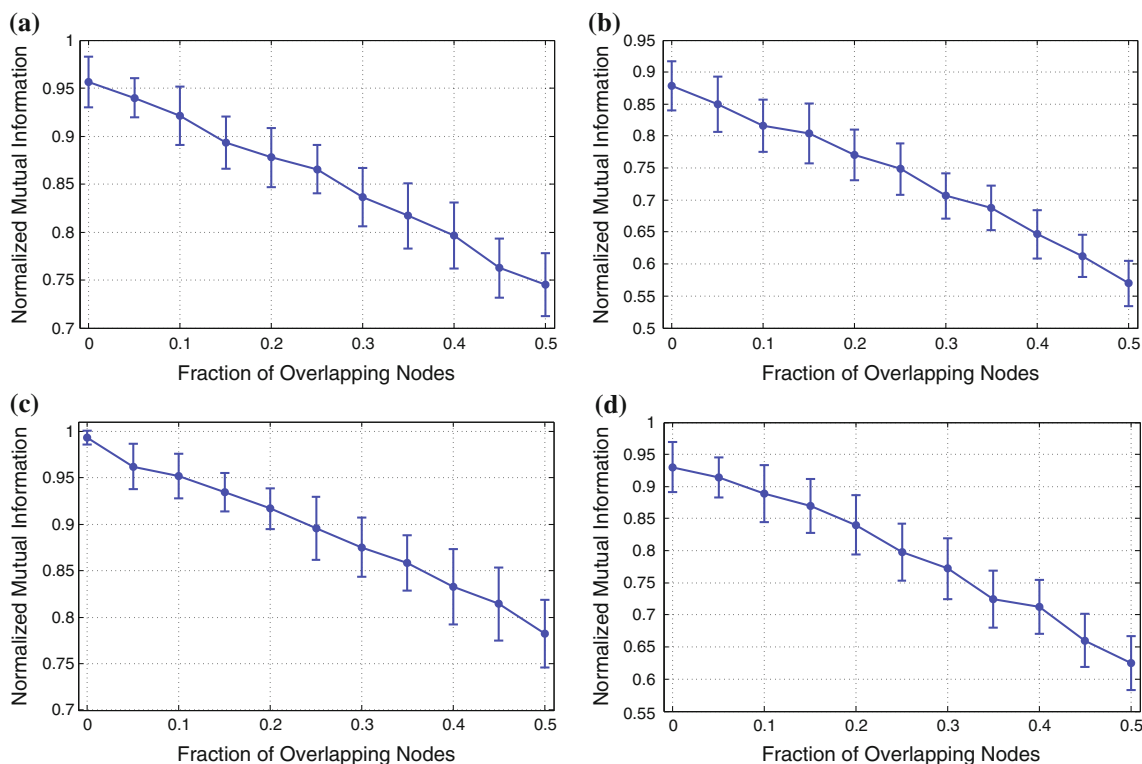 (a)
Normalized Mutual Information
1
0.95
0.9
0.85
0.8
0.75
0.7
0 0.1 0.2 0.3 0.4 0.5
Fraction of Overlapping Nodes
(b)
Normalized Mutual Information
0.95
0.9
0.85
0.8
0.75
0.7
0.65
0.6
0.55
0.5
0 0.1 0.2 0.3 0.4 0.5
Fraction of Overlapping Nodes
(c)
Normalized Mutual Information
1
0.95
0.9
0.85
0.8
0.75
0.7
0 0.1 0.2 0.3 0.4 0.5
Fraction of Overlapping Nodes
(d)
Normalized Mutual Information
1
0.95
0.9
0.85
0.8
0.75
0.7
0.65
0.6
0.55
0 0.1 0.2 0.3 0.4 0.5
Fraction of Overlapping Nodes